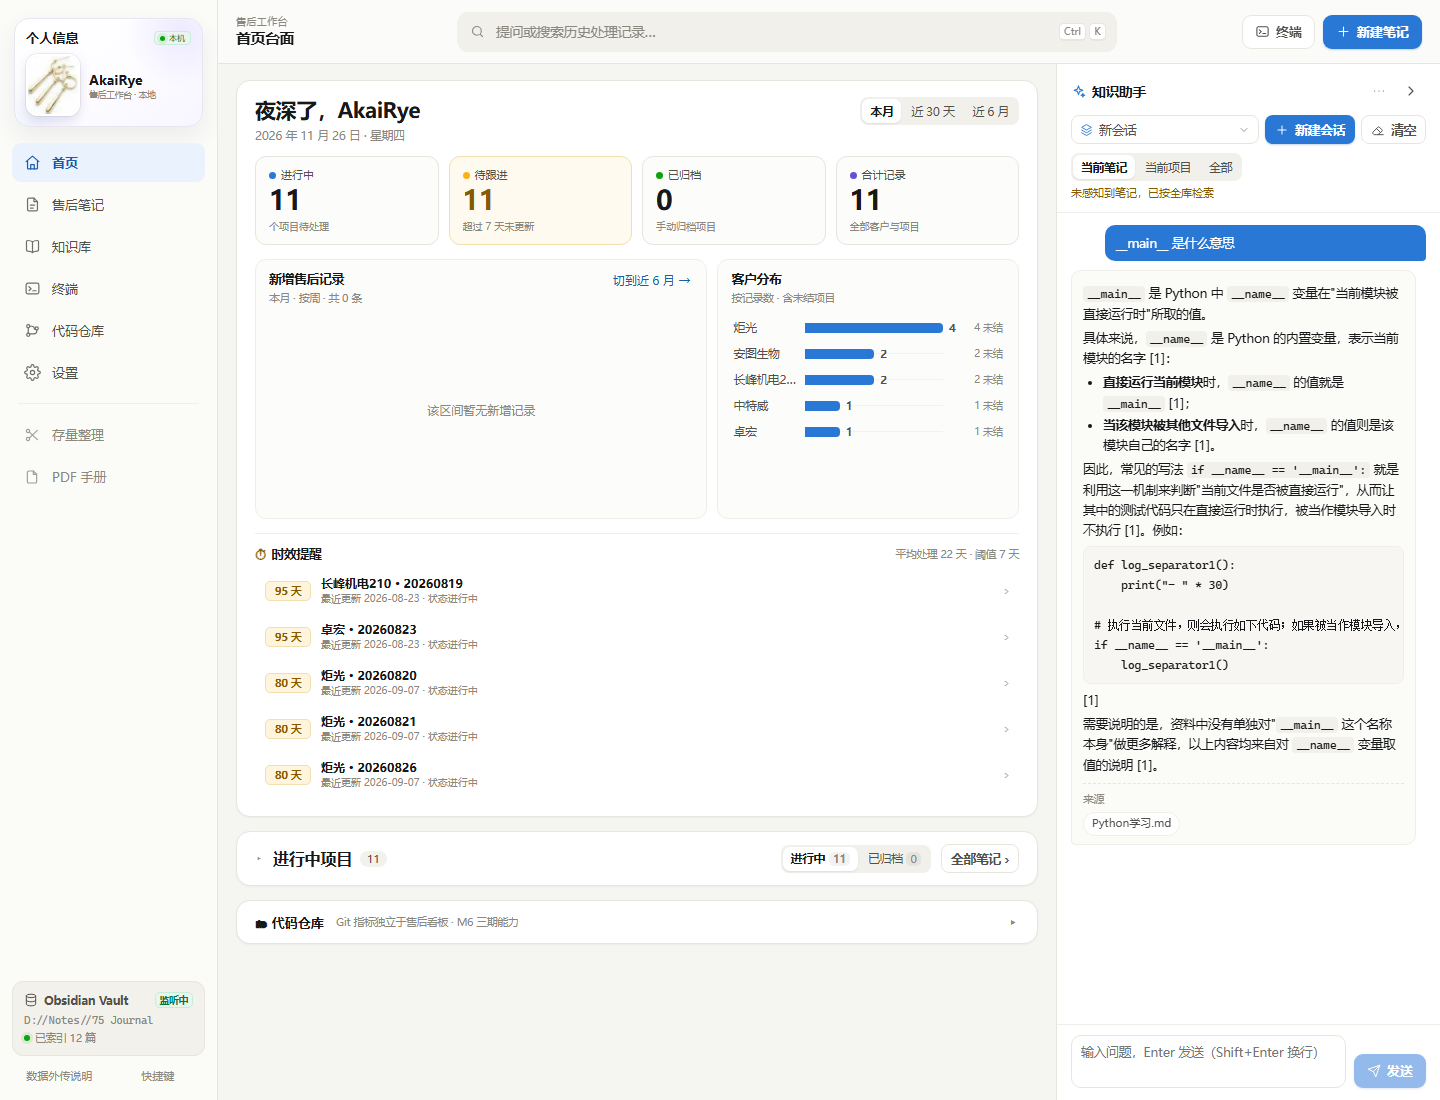 个人信息
本机
AkaiRye
售后工作台 · 本地
首页
售后笔记
知识库
终端
代码仓库
设置
存量整理
PDF 手册
Obsidian Vault
监听中
D://Notes//75 Journal
已索引 12 篇
数据外传说明
快捷键
售后工作台
首页台面
提问或搜索历史处理记录...
Ctrl
K
终端
新建笔记
夜深了，AkaiRye
2026 年 11 月 26 日 · 星期四
本月
近 30 天
近 6 月
进行中
11
个项目待处理
待跟进
11
超过 7 天未更新
已归档
0
手动归档项目
合计记录
11
全部客户与项目
新增售后记录
切到近 6 月 →
本月 · 按周 · 共 0 条
该区间暂无新增记录
客户分布
按记录数 · 含未结项目
炬光 4 4 未结
安图生物 2 2 未结
长峰机电2... 2 2 未结
中特威 1 1 未结
卓宏 1 1 未结
时效提醒
平均处理 22 天 · 阈值 7 天
95 天
长峰机电210 • 20260819
最近更新 2026-08-23 · 状态进行中
95 天
卓宏 • 20260823
最近更新 2026-08-23 · 状态进行中
80 天
炬光 • 20260820
最近更新 2026-09-07 · 状态进行中
80 天
炬光 • 20260821
最近更新 2026-09-07 · 状态进行中
80 天
炬光 • 20260826
最近更新 2026-09-07 · 状态进行中
进行中项目 11
进行中 11
已归档 0
全部笔记 ›
代码仓库
Git 指标独立于售后看板 · M6 三期能力
知识助手
新会话
新建会话
清空
当前笔记
当前项目
全部
未感知到笔记，已按全库检索
__main__ 是什么意思
__main__ 是 Python 中 __name__ 变量在"当前模块被
直接运行时"所取的值。
具体来说，__name__ 是 Python 的内置变量，表示当前
模块的名字 [1]：
• 直接运行当前模块时，__name__ 的值就是
__main__ [1]；
• 当该模块被其他文件导入时，__name__ 的值则是该
模块自己的名字 [1]。
因此，常见的写法 if __name__ == '__main__': 就是
利用这一机制来判断"当前文件是否被直接运行"，从而让
其中的测试代码只在直接运行时执行，被当作模块导入时
不执行 [1]。例如：
def log_separator1():
    print("- " * 30)
# 执行当前文件，则会执行如下代码；如果被当作模块导入，
if __name__ == '__main__':
    log_separator1()
[1]
需要说明的是，资料中没有单独对"__main__ 这个名称
本身"做更多解释，以上内容均来自对 __name__ 变量取
值的说明 [1]。
来源
Python学习.md
输入问题，Enter 发送（Shift+Enter 换行）
发送